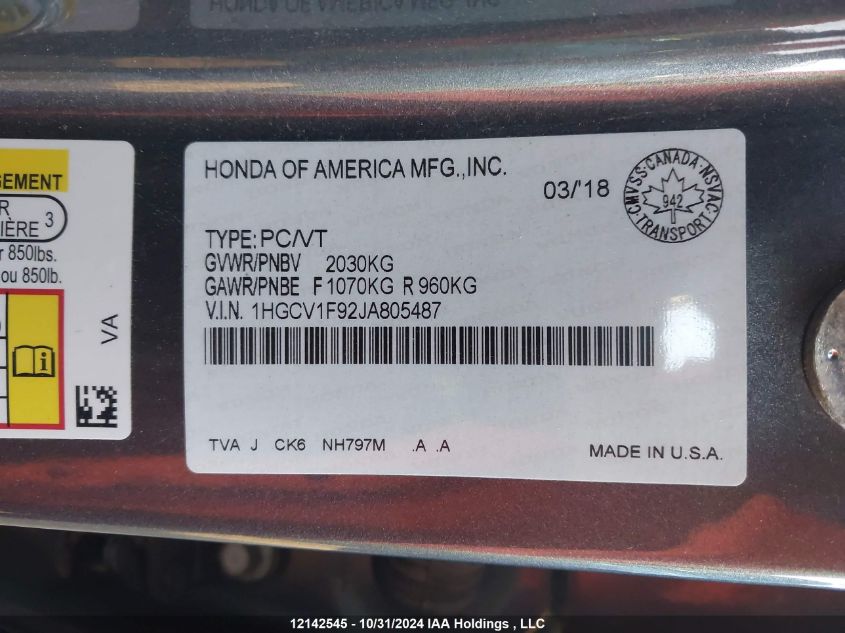 HONDA OF AMERICA MFG.,INC.
03/'18
CMVSS·CANADA·NSVAC·TRANSPORT
942
TYPE: PC/VT
GVWR/PNBV 2030KG
GAWR/PNBE F 1070KG R 960KG
V.I.N. 1HGCV1F92JA805487
TVA J CK6 NH797M .A .A
MADE IN U.S.A.
GEMENT
R
IÈRE 3
r 850lbs.
ou 850lb.
VA
12142545 - 10/31/2024 IAA Holdings , LLC